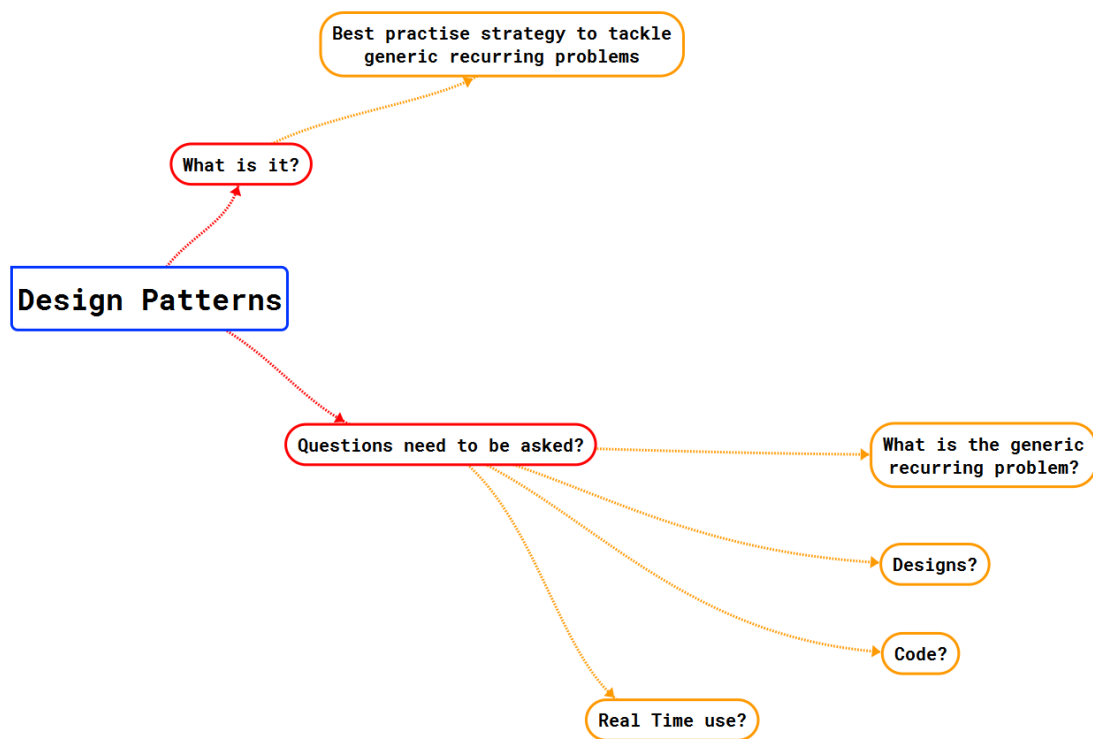 Best practise strategy to tackle
generic recurring problems
What is it?
Design Patterns
Questions need to be asked?
What is the generic
recurring problem?
Designs?
Code?
Real Time use?